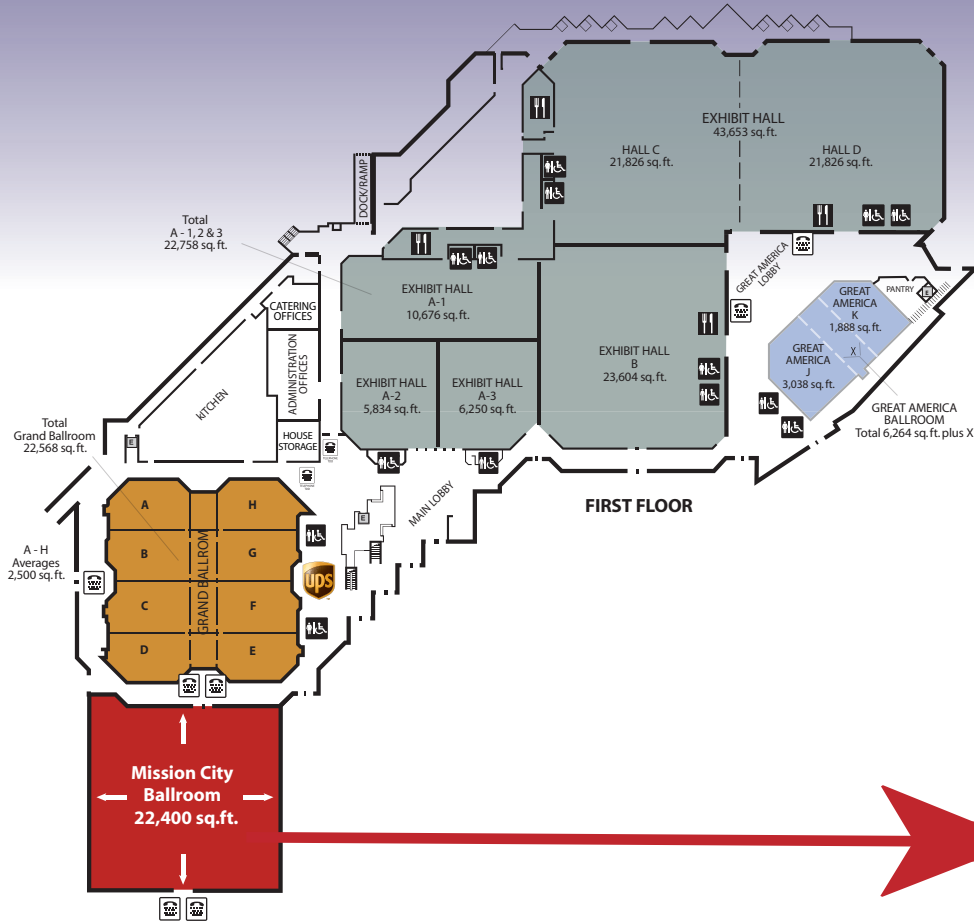 EXHIBIT HALL
43,653 sq.ft.
HALL C
21,826 sq.ft.
HALL D
21,826 sq.ft.
DOCK/RAMP
Total
A - 1, 2 & 3
22,758 sq.ft.
EXHIBIT HALL
A-1
10,676 sq.ft.
GREAT AMERICA
LOBBY
PANTRY
E
GREAT
AMERICA
K
1,888 sq.ft.
CATERING
OFFICES
ADMINISTRATION
OFFICES
KITCHEN
EXHIBIT HALL
A-2
5,834 sq.ft.
EXHIBIT HALL
A-3
6,250 sq.ft.
EXHIBIT HALL
B
23,604 sq.ft.
X
GREAT
AMERICA
J
3,038 sq.ft.
GREAT AMERICA
BALLROOM
Total 6,264 sq.ft. plus X
Total
Grand Ballroom
22,568 sq.ft.
E
HOUSE
STORAGE
MAIN LOBBY
E
FIRST FLOOR
A
H
B
G
C
F
D
E
GRAND BALLROM
A - H
Averages
2,500 sq.ft.
ups
Mission City
Ballroom
22,400 sq.ft.